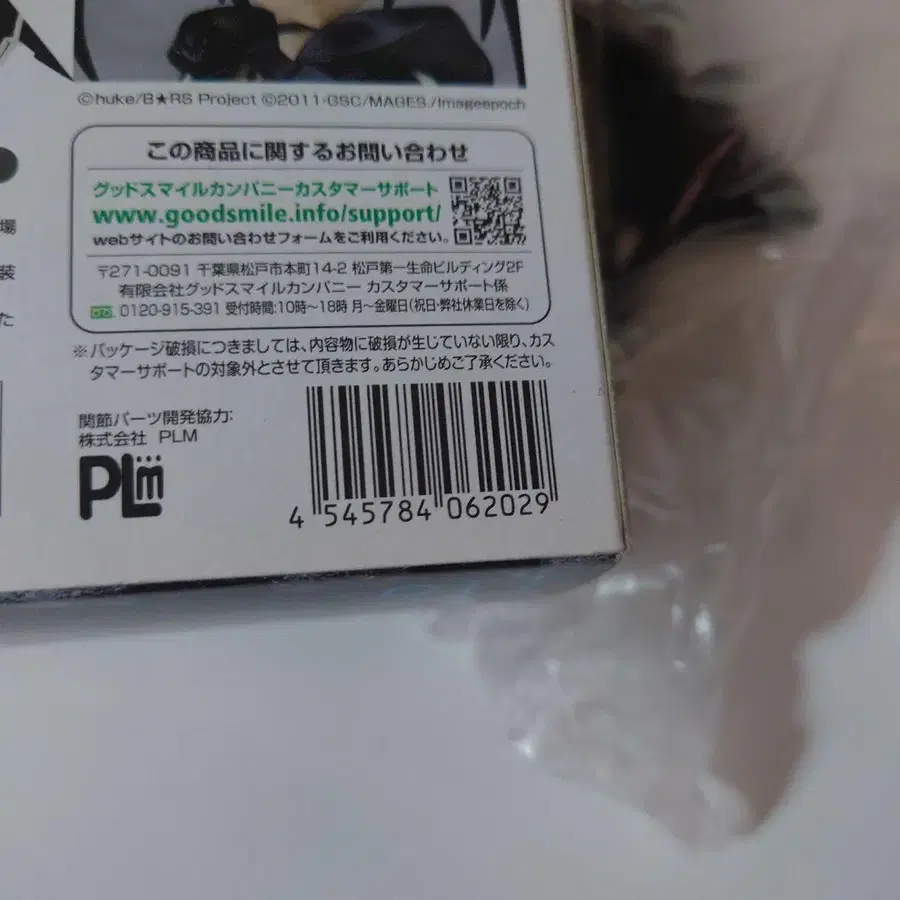 ©huke/B★RS Project ©2011-GSC/MAGES./Imageepoch
この商品に関するお問い合わせ
グッドスマイルカンパニーカスタマーサポート
www.goodsmile.info/support/
webサイトのお問い合わせフォームをご利用ください。
〒271-0091 千葉県松戸市本町14-2 松戸第一生命ビルディング2F
有限会社グッドスマイルカンパニー カスタマーサポート係
0120-915-391 受付時間:10時〜18時 月〜金曜日(祝日・弊社休業日を除く)
場
装
た
※パッケージ破損につきましては、内容物に破損が生じていない限り、カス
タマーサポートの対象外とさせて頂きます。あらかじめご了承ください。
関節パーツ開発協力:
株式会社 PLM
PLm
4 545784 062029